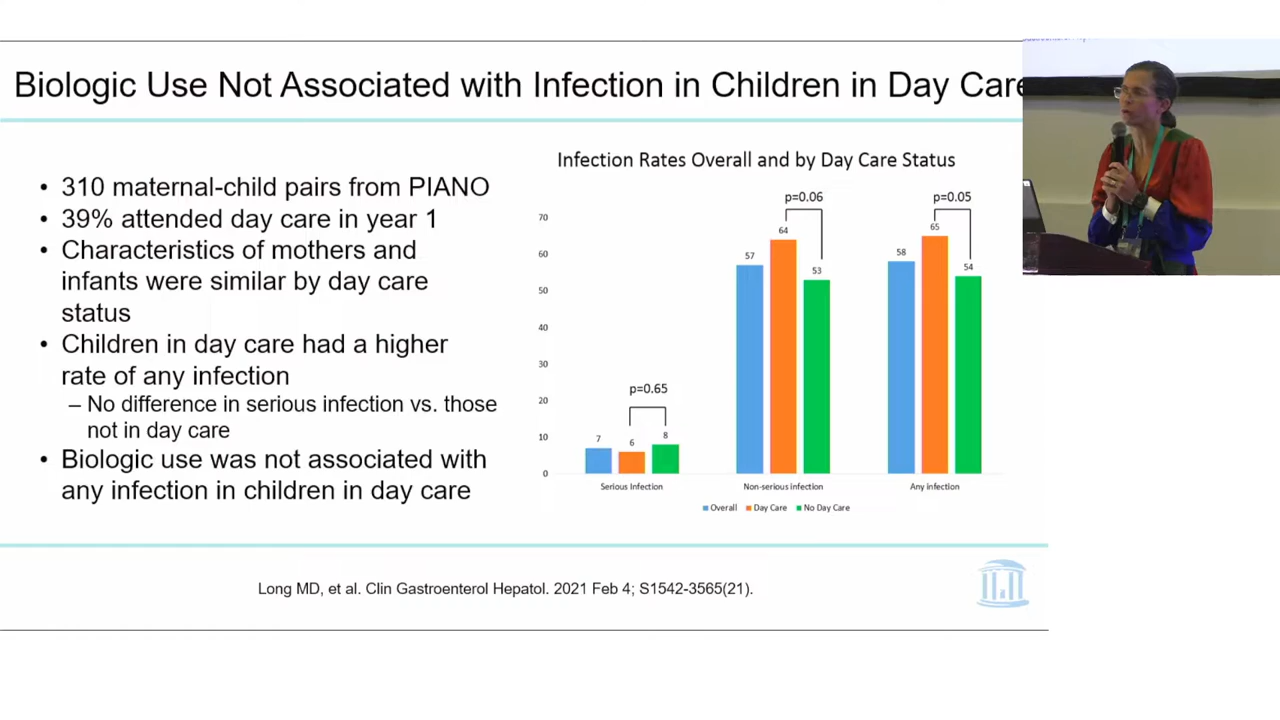 Biologic Use Not Associated with Infection in Children in Day Care
• 310 maternal-child pairs from PIANO
• 39% attended day care in year 1
• Characteristics of mothers and
infants were similar by day care
status
• Children in day care had a higher
rate of any infection
– No difference in serious infection vs. those
not in day care
• Biologic use was not associated with
any infection in children in day care
Infection Rates Overall and by Day Care Status
p=0.06
p=0.05
p=0.65
70
60
50
40
30
20
10
0
7
6
8
57
64
53
58
65
54
Serious Infection
Non-serious infection
Any infection
Overall
Day Care
No Day Care
Long MD, et al. Clin Gastroenterol Hepatol. 2021 Feb 4; S1542-3565(21).